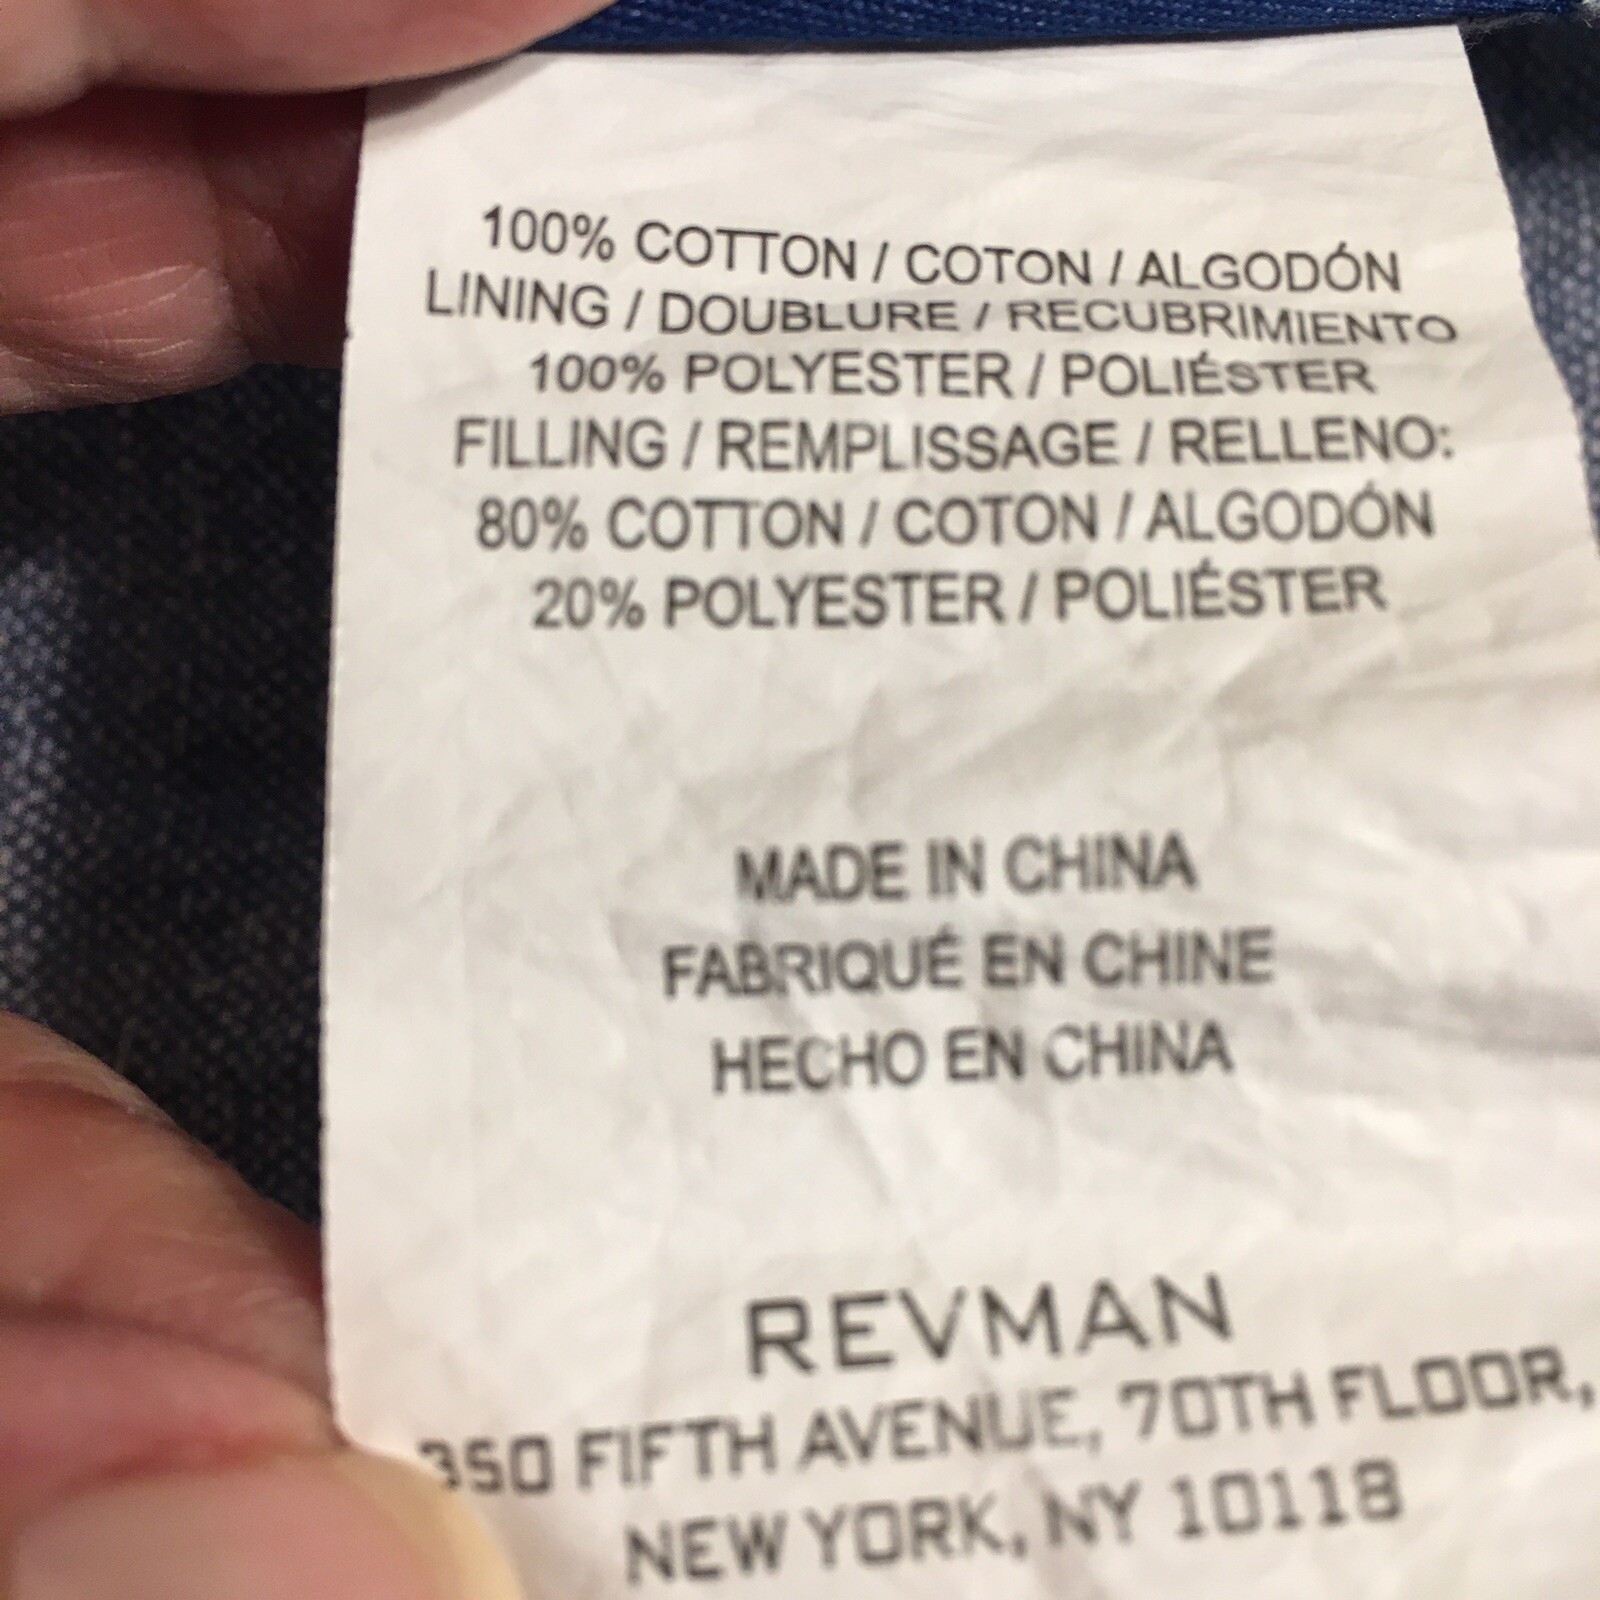 100% COTTON / COTON / ALGODÓN
LINING / DOUBLURE / RECUBRIMIENTO
100% POLYESTER / POLIÉSTER
FILLING / REMPLISSAGE / RELLENO:
80% COTTON / COTON / ALGODÓN
20% POLYESTER / POLIÉSTER
MADE IN CHINA
FABRIQUÉ EN CHINE
HECHO EN CHINA
REVMAN
350 FIFTH AVENUE, 70TH FLOOR,
NEW YORK, NY 10118